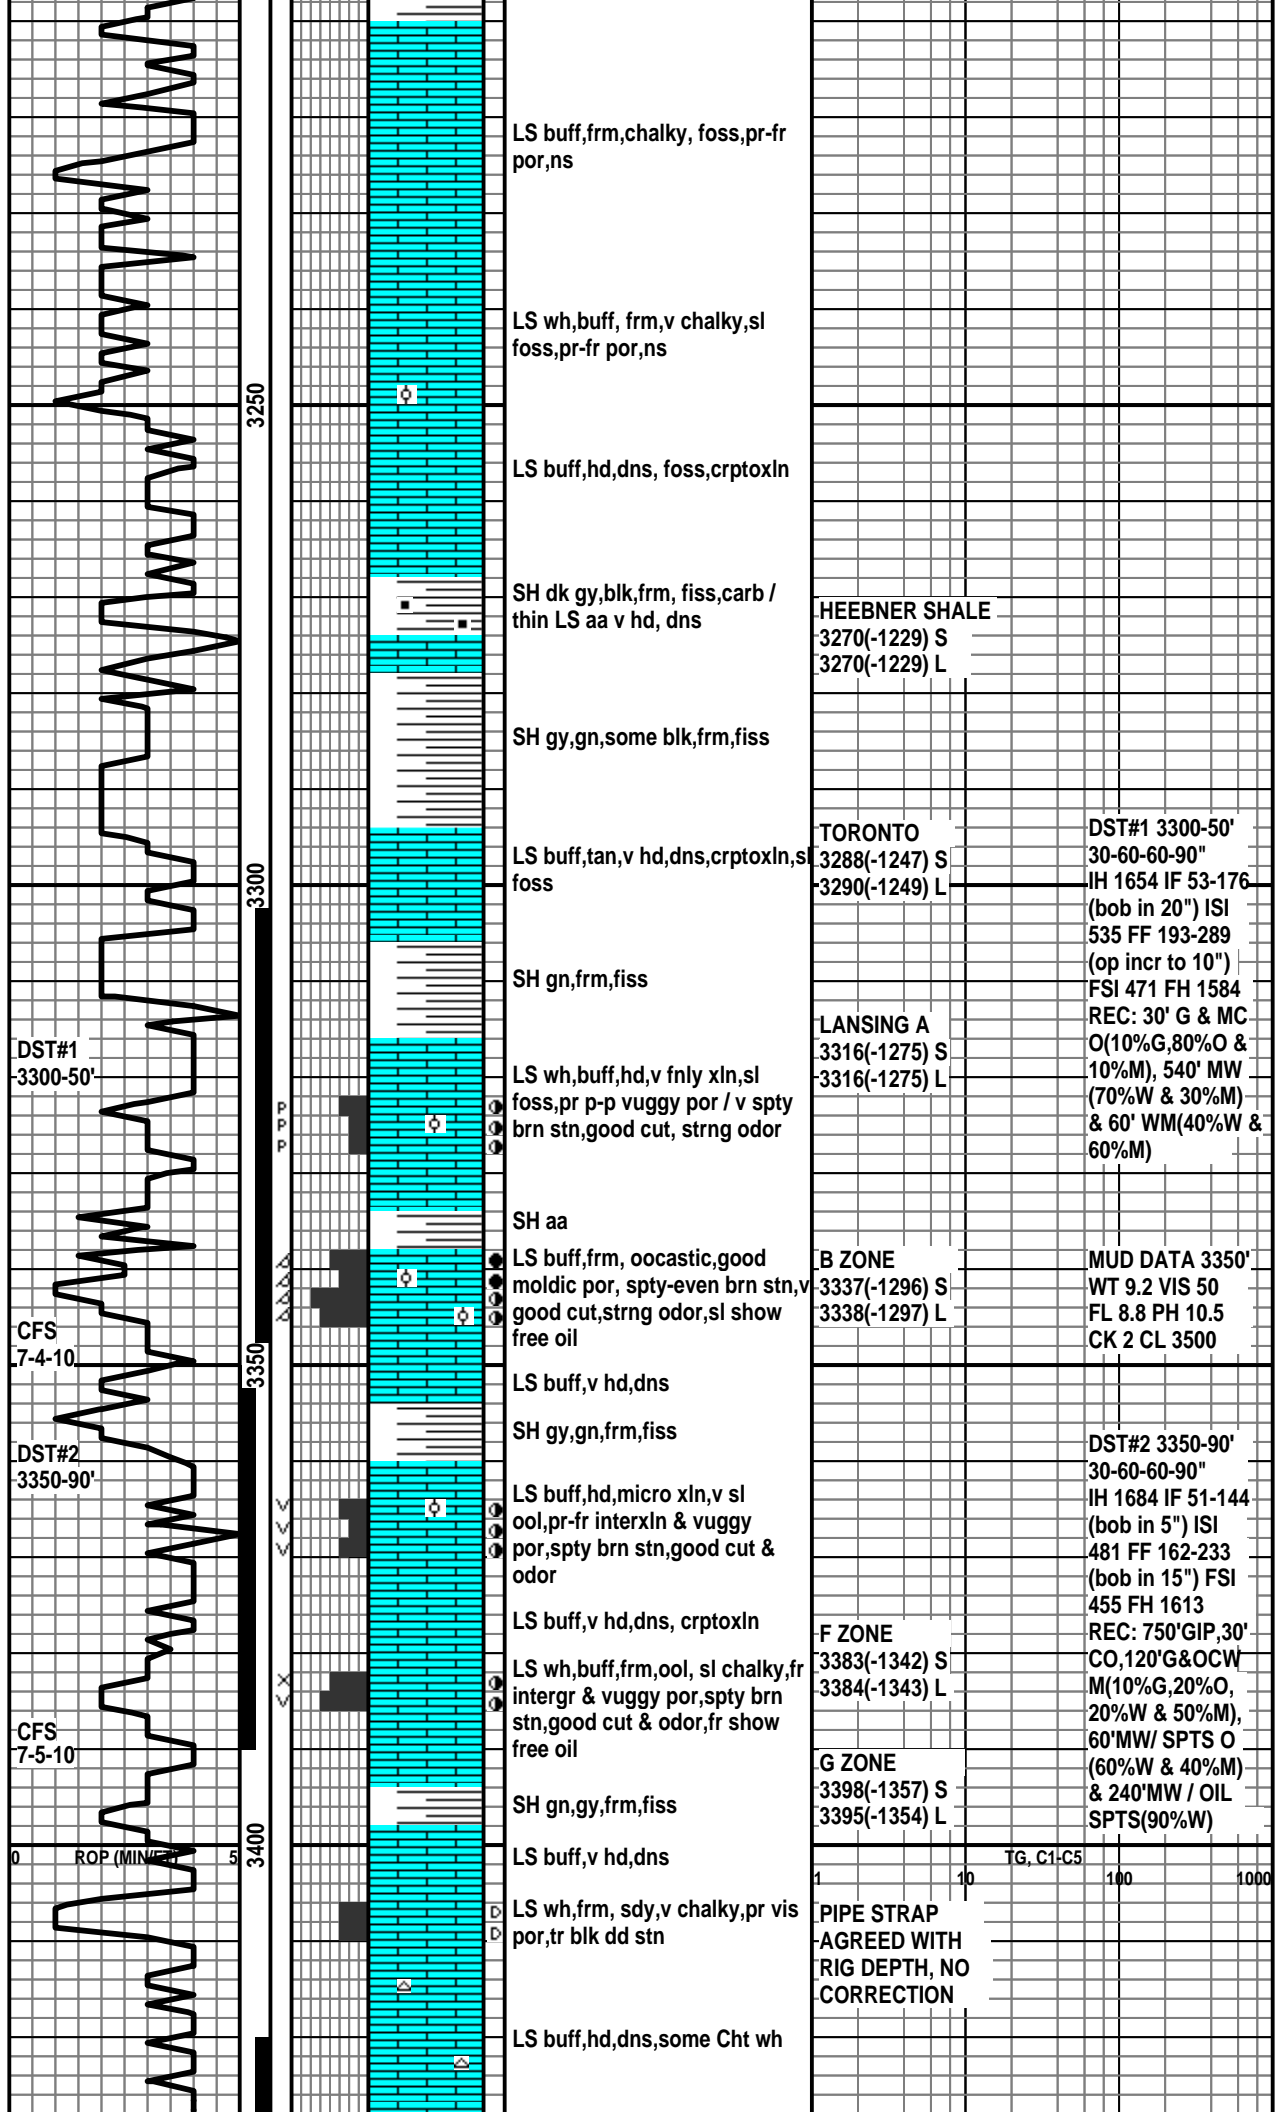 LS buff,frm,chalky, foss,pr-fr
por,ns
LS wh,buff, frm,v chalky,sl
foss,pr-fr por,ns
3250
LS buff,hd,dns, foss,crptoxln
SH dk gy,blk,frm, fiss,carb /
thin LS aa v hd, dns
HEEBNER SHALE
3270(-1229) S
3270(-1229) L
SH gy,gn,some blk,frm,fiss
LS buff,tan,v hd,dns,crptoxln,sl
foss
TORONTO
3288(-1247) S
3290(-1249) L
3300
DST#1 3300-50'
30-60-60-90"
IH 1654 IF 53-176
(bob in 20") ISI
535 FF 193-289
(op incr to 10")
FSI 471 FH 1584
REC: 30' G & MC
O(10%G,80%O &
10%M), 540' MW
(70%W & 30%M)
& 60' WM(40%W &
60%M)
SH gn,frm,fiss
LANSING A
3316(-1275) S
3316(-1275) L
DST#1
3300-50'
LS wh,buff,hd,v fnly xln,sl
foss,pr p-p vuggy por / v spty
brn stn,good cut, strng odor
P
P
P
SH aa
LS buff,frm, oocastic,good
moldic por, spty-even brn stn,v
good cut,strng odor,sl show
free oil
B ZONE
3337(-1296) S
3338(-1297) L
MUD DATA 3350'
WT 9.2 VIS 50
FL 8.8 PH 10.5
CK 2 CL 3500
CFS
7-4-10
3350
LS buff,v hd,dns
SH gy,gn,frm,fiss
DST#2
3350-90'
DST#2 3350-90'
30-60-60-90"
IH 1684 IF 51-144
(bob in 5") ISI
481 FF 162-233
(bob in 15") FSI
455 FH 1613
REC: 750'GIP,30'
CO,120'G&OCW
M(10%G,20%O,
20%W & 50%M),
60'MW/ SPTS O
(60%W & 40%M)
& 240'MW / OIL
SPTS(90%W)
LS buff,hd,micro xln,v sl
ool,pr-fr interxln & vuggy
por,spty brn stn,good cut &
odor
V
V
V
LS buff,v hd,dns, crptoxln
F ZONE
3383(-1342) S
3384(-1343) L
LS wh,buff,frm,ool, sl chalky,fr
intergr & vuggy por,spty brn
stn,good cut & odor,fr show
free oil
X
V
CFS
7-5-10
G ZONE
3398(-1357) S
3395(-1354) L
SH gn,gy,frm,fiss
3400
0 ROP (MIN/FT) 5
LS buff,v hd,dns
TG, C1-C5
1 10 100 1000
LS wh,frm, sdy,v chalky,pr vis
por,tr blk dd stn
D
D
PIPE STRAP
AGREED WITH
RIG DEPTH, NO
CORRECTION
LS buff,hd,dns,some Cht wh